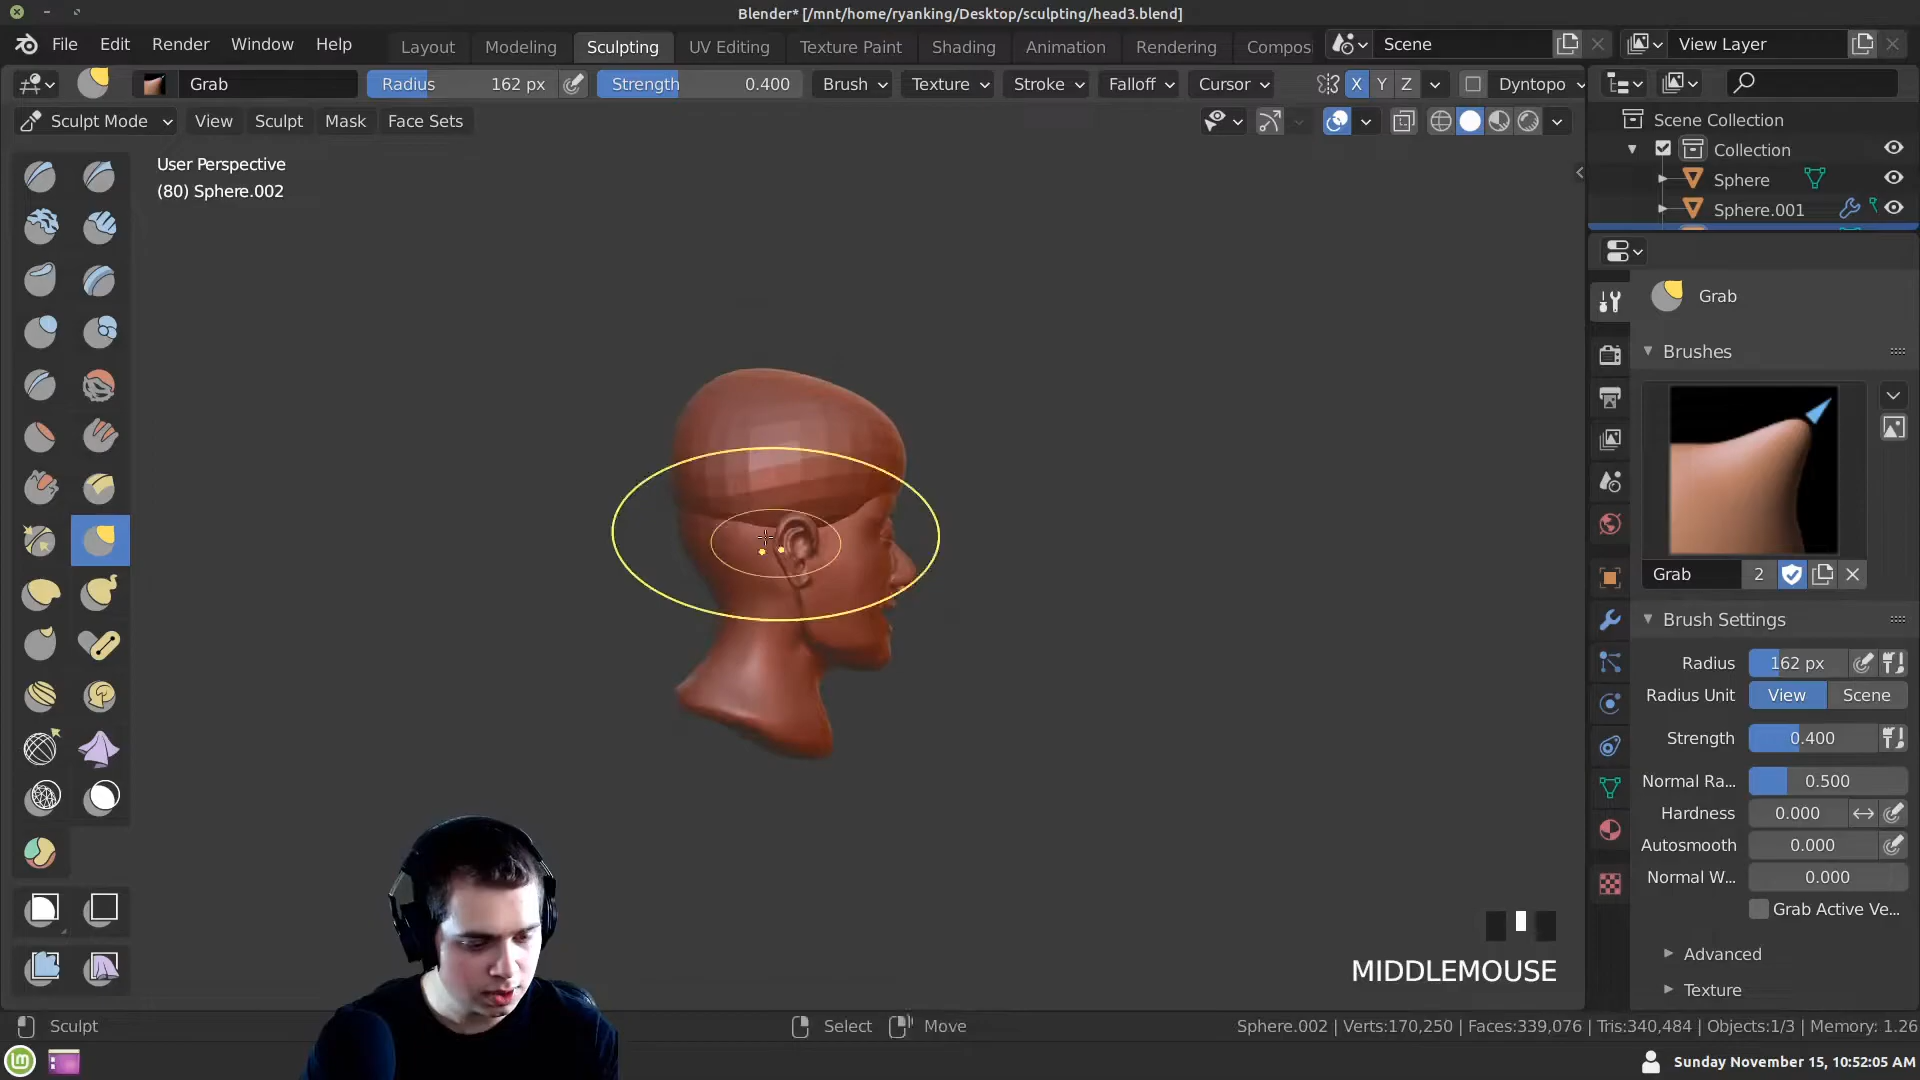 Blender* [/mnt/home/ryanking/Desktop/sculpting/head3.blend]
File Edit Render Window Help Layout Modeling Sculpting UV Editing Texture Paint Shading Animation Rendering Compos Scene View Layer
Grab Radius 162 px Strength 0.400 Brush Texture Stroke Falloff Cursor X Y Z Dyntopo
Sculpt Mode View Sculpt Mask Face Sets
User Perspective
(80) Sphere.002
Scene Collection
Collection
Sphere
Sphere.001
Grab
Brushes
Grab 2
Brush Settings
Radius 162 px
Radius Unit View Scene
Strength 0.400
Normal Ra... 0.500
Hardness 0.000
Autosmooth 0.000
Normal W... 0.000
Grab Active Ve...
Advanced
Texture
MIDDLEMOUSE
Sculpt Select Move Sphere.002 | Verts:170,250 | Faces:339,076 | Tris:340,484 | Objects:1/3 | Memory: 1.26
Sunday November 15, 10:52:05 AM